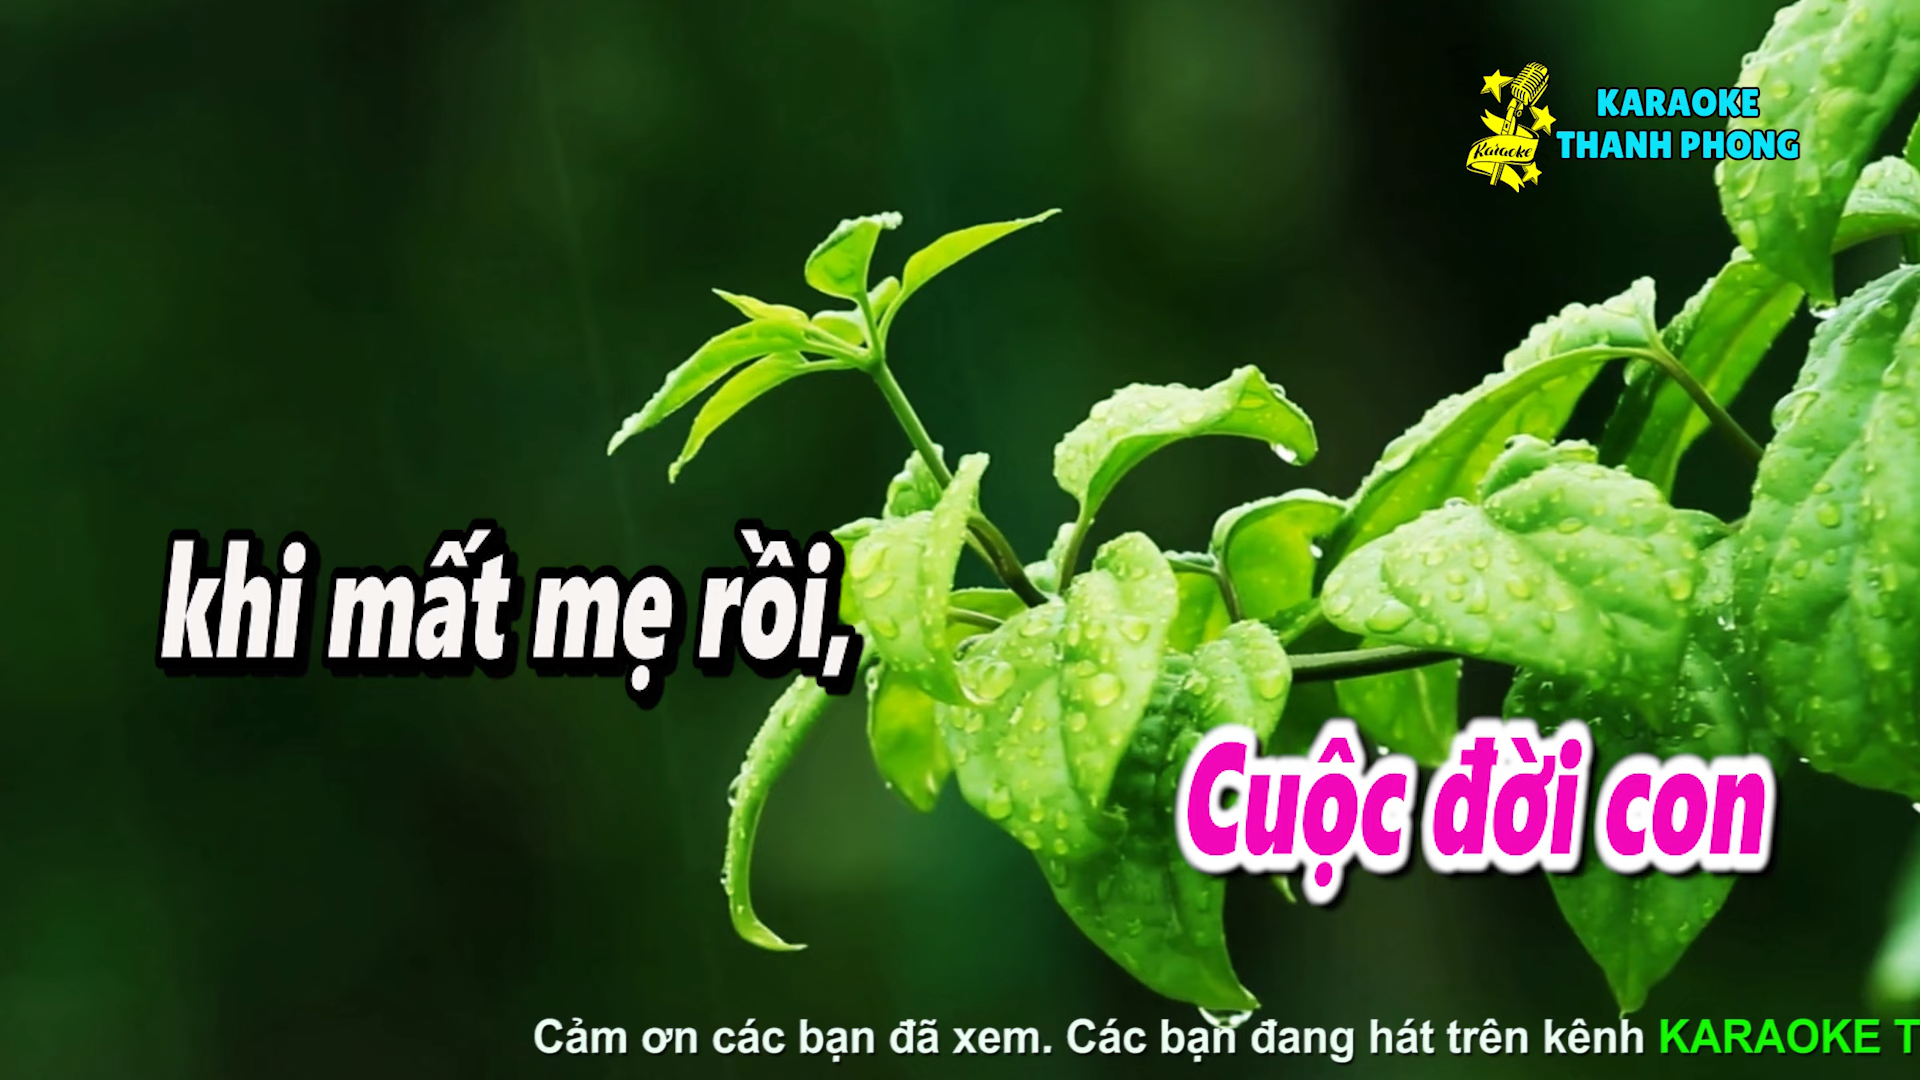 KARAOKE
THANH PHONG
Karaoke
khi mất mẹ rồi,
Cuộc đời con
Cảm ơn các bạn đã xem. Các bạn đang hát trên kênh KARAOKE T